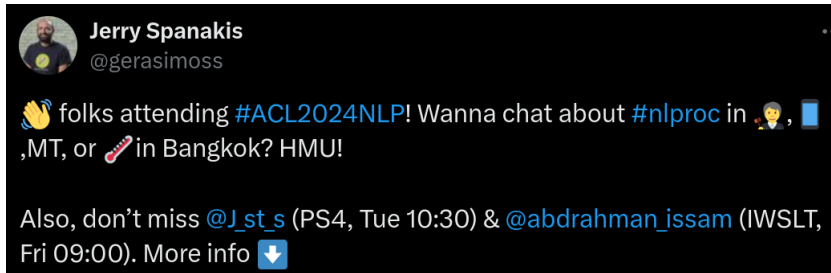 Jerry Spanakis
@gerasimoss
👋 folks attending #ACL2024NLP! Wanna chat about #nlproc in 🧑‍⚖️, 📱
,MT, or 🌡️in Bangkok? HMU!
Also, don’t miss @J_st_s (PS4, Tue 10:30) & @abdrahman_issam (IWSLT,
Fri 09:00). More info ⬇️